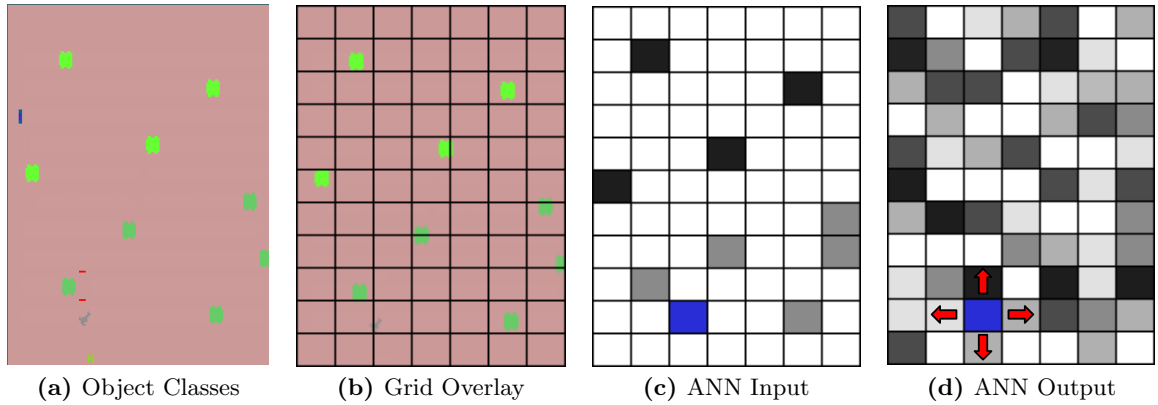 (a) Object Classes
(b) Grid Overlay
(c) ANN Input
(d) ANN Output